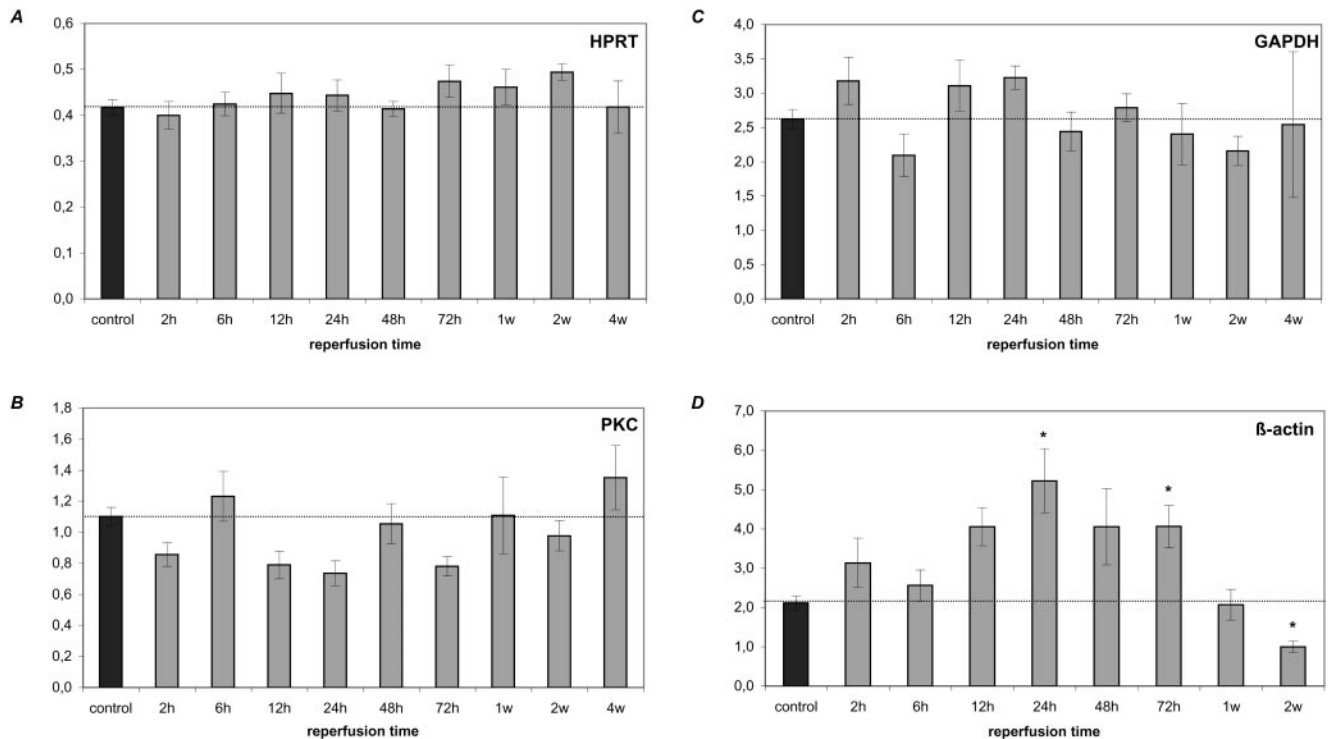 A
HPRT
0,6
0,5
0,4
0,3
0,2
0,1
0,0
control 2h 6h 12h 24h 48h 72h 1w 2w 4w
reperfusion time
B
PKC
1,8
1,6
1,4
1,2
1,0
0,8
0,6
0,4
0,2
0,0
control 2h 6h 12h 24h 48h 72h 1w 2w 4w
reperfusion time
C
GAPDH
4,0
3,5
3,0
2,5
2,0
1,5
1,0
0,5
0,0
control 2h 6h 12h 24h 48h 72h 1w 2w 4w
reperfusion time
D
ß-actin
7,0
6,0
5,0
4,0
3,0
2,0
1,0
0,0
* * *
control 2h 6h 12h 24h 48h 72h 1w 2w
reperfusion time